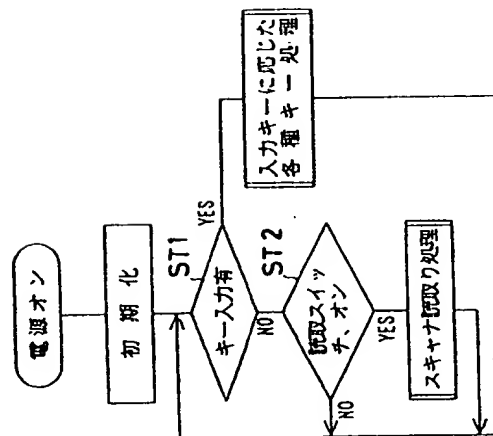 電源オン
初期化
ST1
キー入力有
YES
入力キーに応じた
各種キー処理
NO
ST2
読取スイッ
チ、オン
NO
YES
スキャナ読取り処理